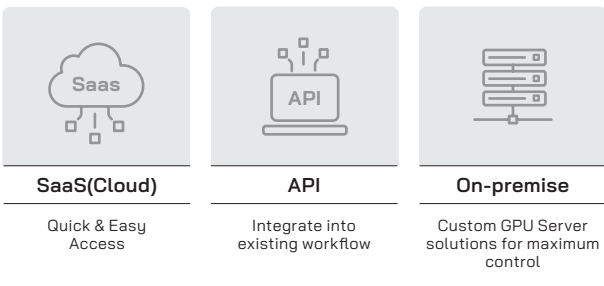 Saas
SaaS(Cloud)
Quick & Easy
Access
API
API
Integrate into
existing workflow
On-premise
Custom GPU Server
solutions for maximum
control